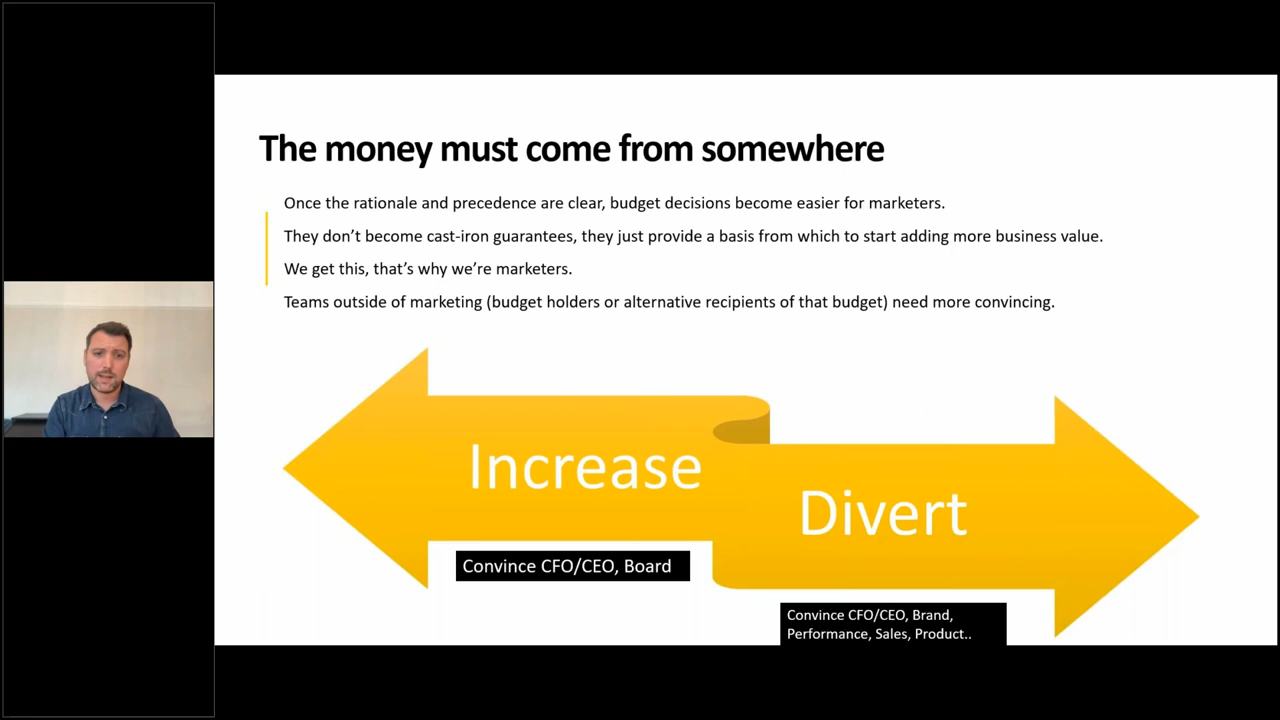 The money must come from somewhere
Once the rationale and precedence are clear, budget decisions become easier for marketers.
They don’t become cast-iron guarantees, they just provide a basis from which to start adding more business value.
We get this, that’s why we’re marketers.
Teams outside of marketing (budget holders or alternative recipients of that budget) need more convincing.
Increase
Divert
Convince CFO/CEO, Board
Convince CFO/CEO, Brand,
Performance, Sales, Product..